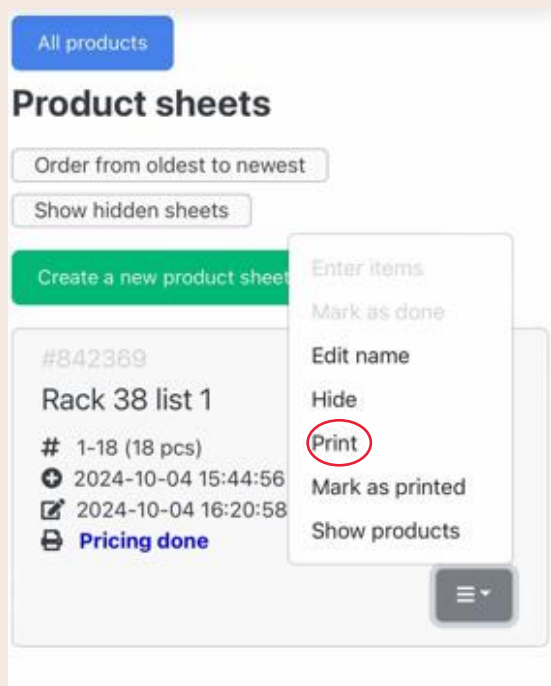 All products
Product sheets
Order from oldest to newest
Show hidden sheets
Create a new product sheet
Enter items
Mark as done
Edit name
Hide
Print
Mark as printed
Show products
#842369
Rack 38 list 1
# 1-18 (18 pcs)
2024-10-04 15:44:56
2024-10-04 16:20:58
Pricing done